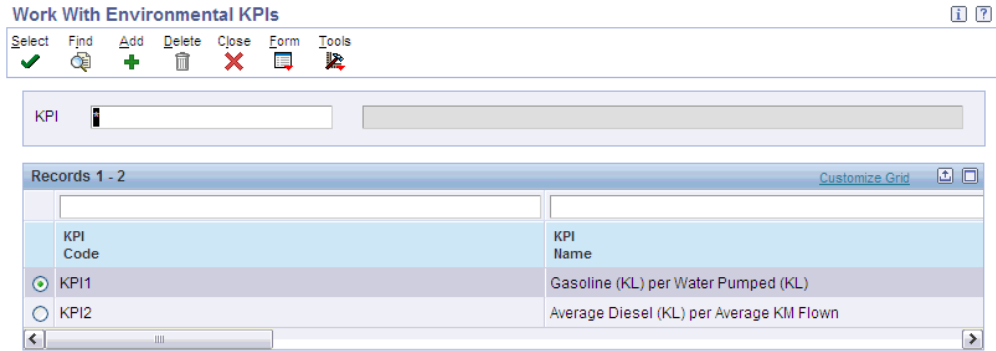 Work With Environmental KPIs
i ?
Select Find Add Delete Close Form Tools
KPI *
Records 1 - 2 Customize Grid
KPI Code KPI Name
KPI1 Gasoline (KL) per Water Pumped (KL)
KPI2 Average Diesel (KL) per Average KM Flown